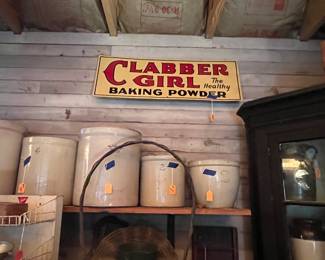 CLABBER
GIRL The
Healthy
BAKING POWDER